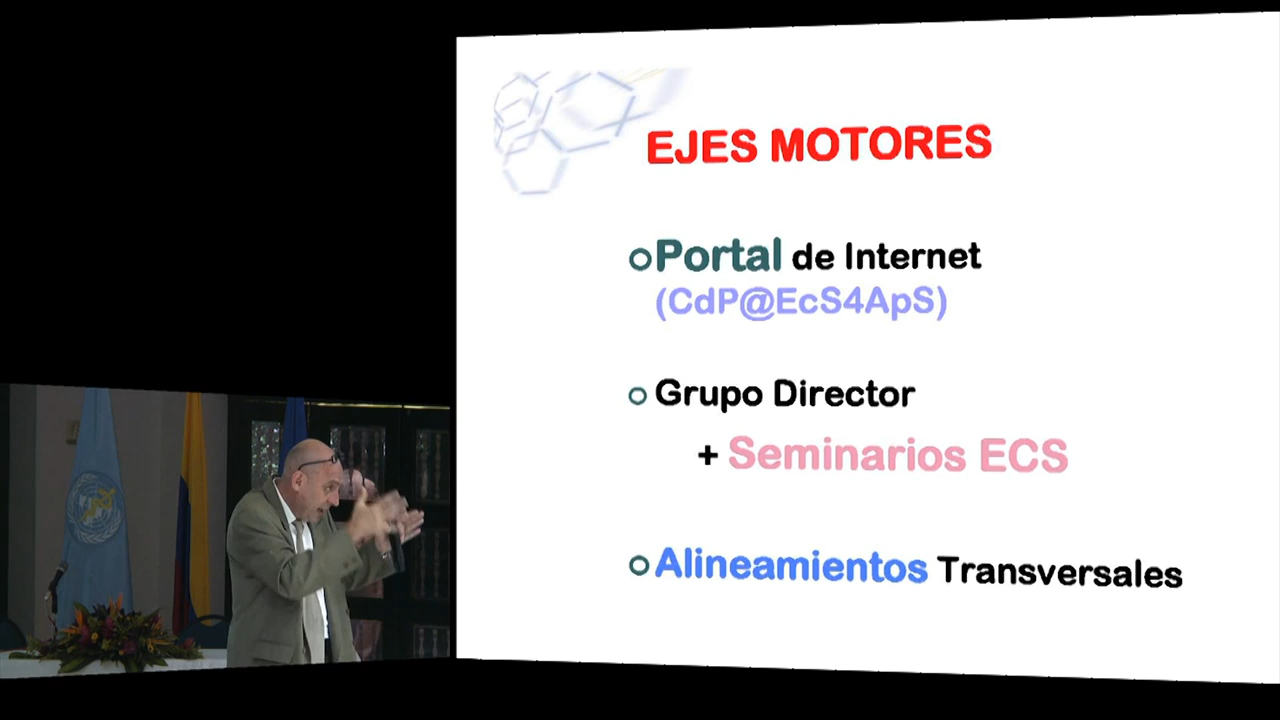 EJES MOTORES
Portal de Internet
(CdP@EcS4ApS)
Grupo Director
+ Seminarios ECS
Alineamientos Transversales